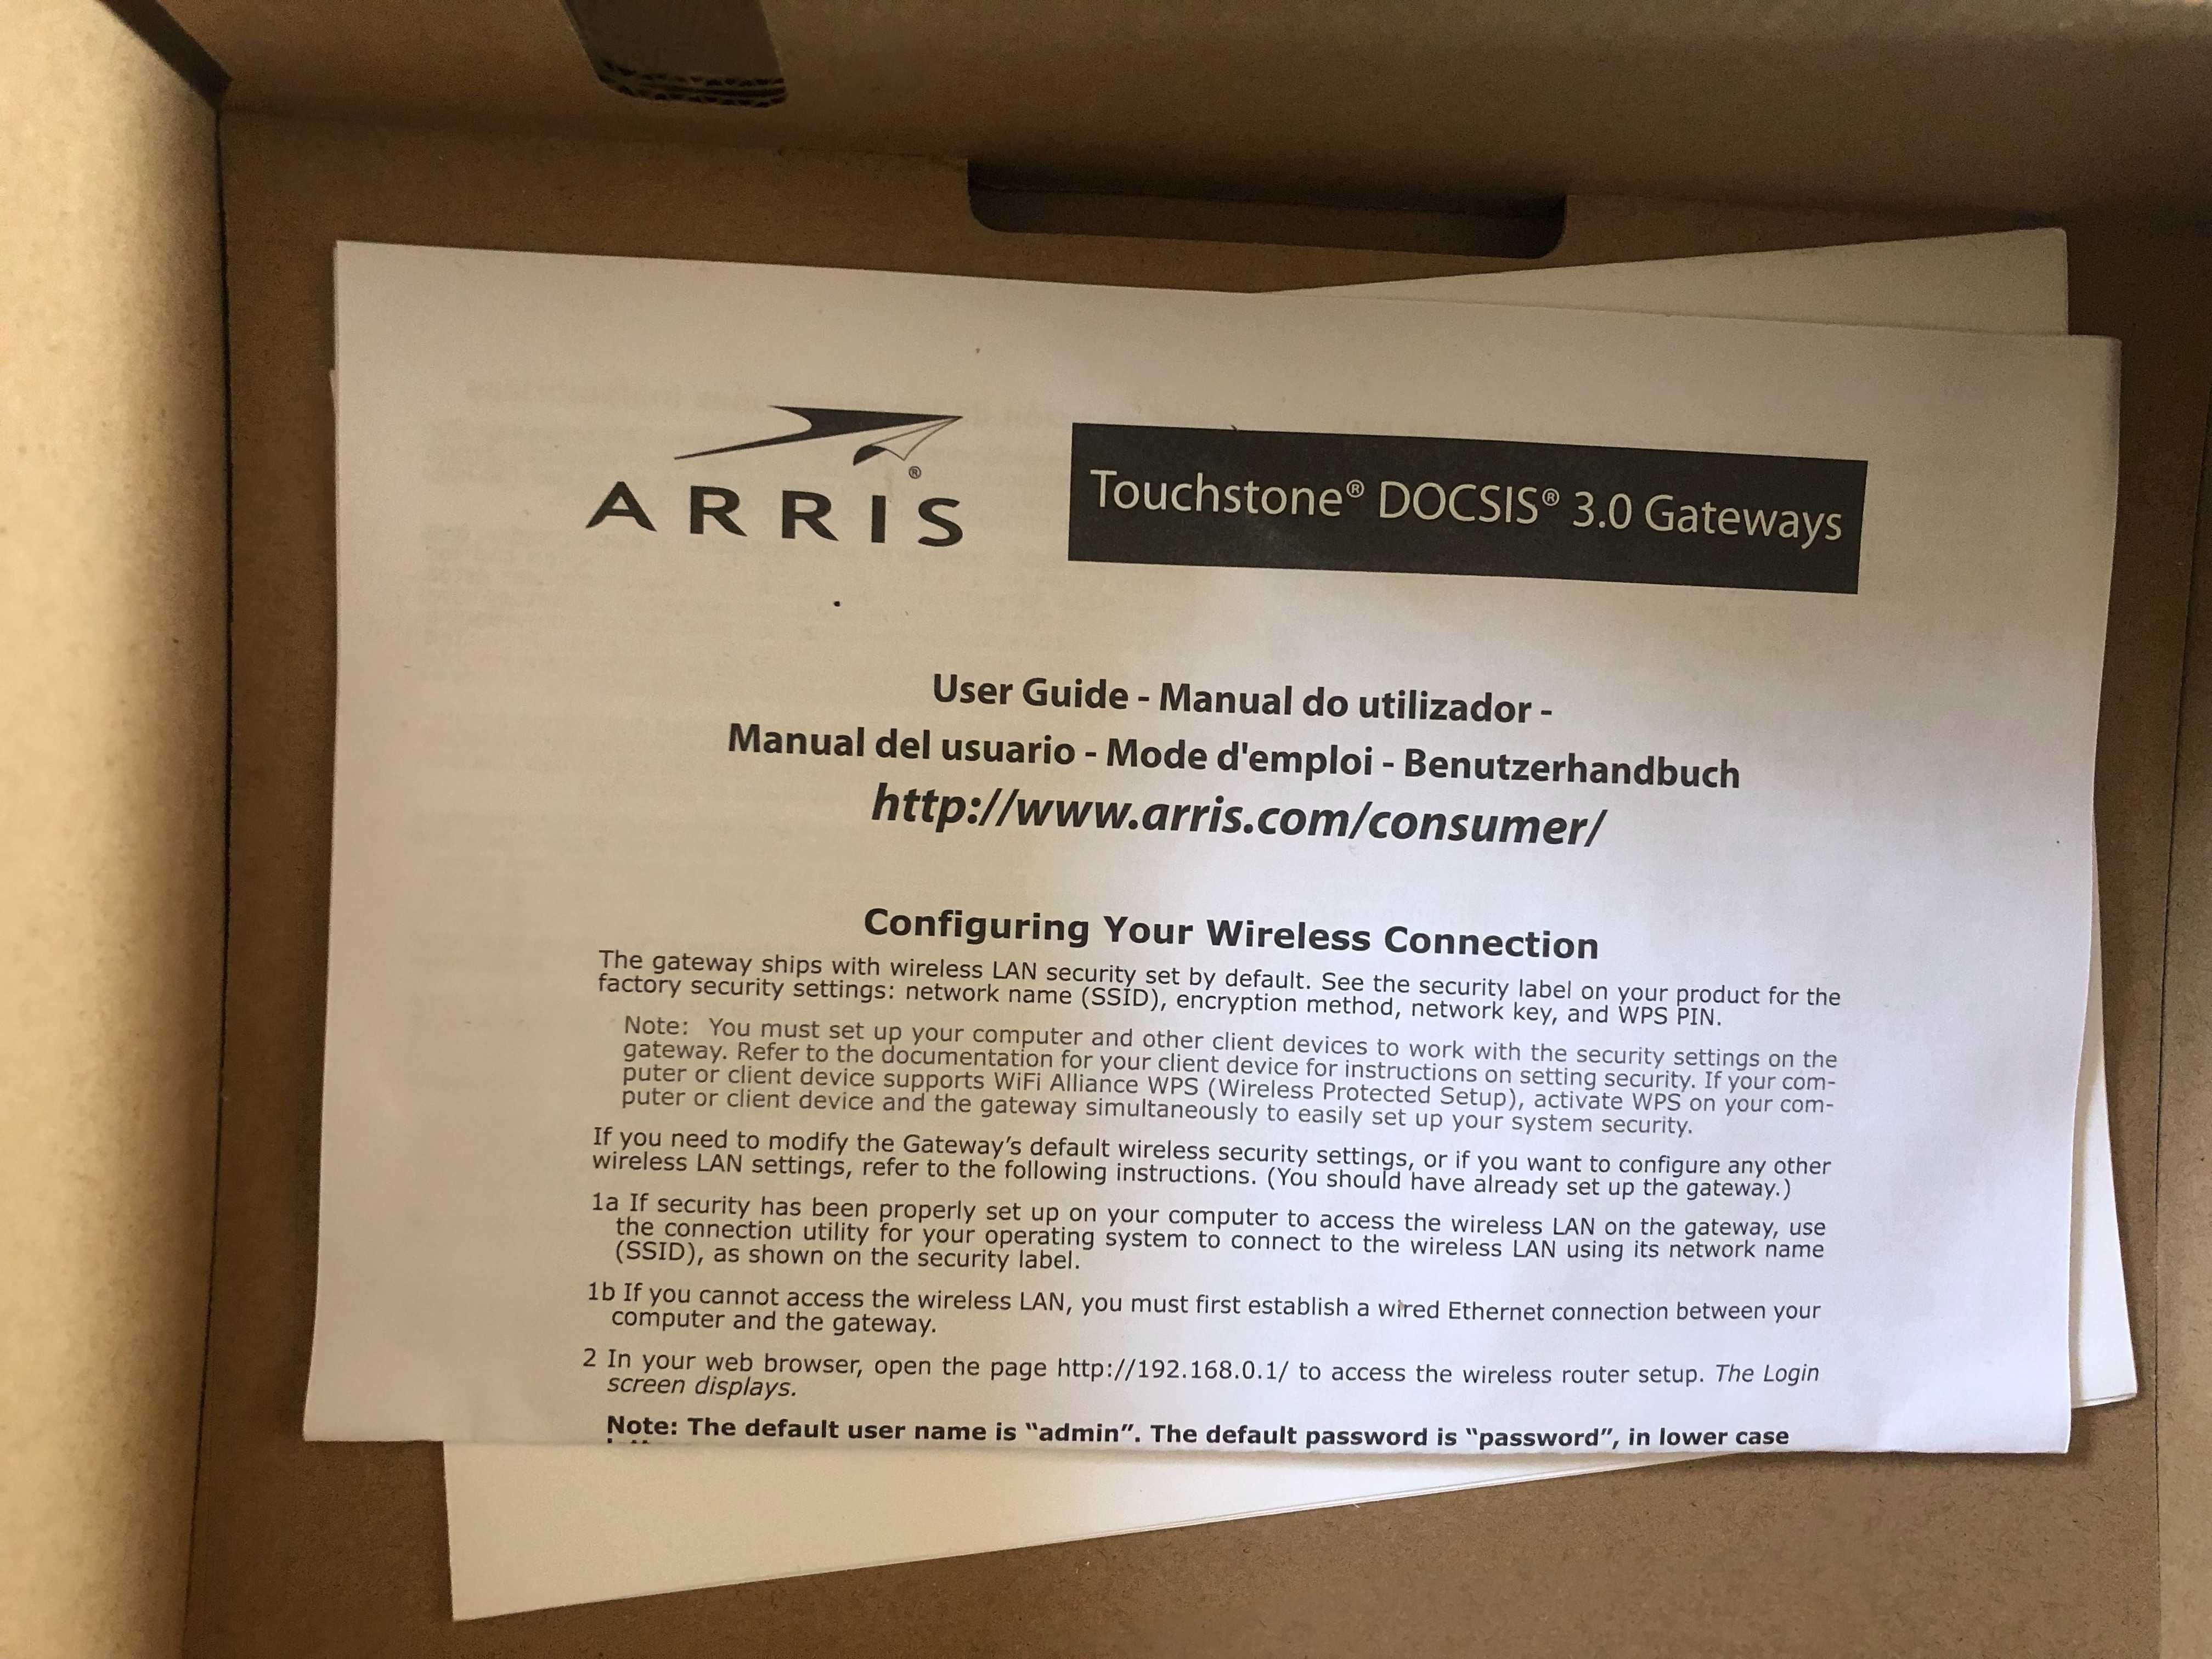 ARRIS®
Touchstone® DOCSIS® 3.0 Gateways
User Guide - Manual do utilizador -
Manual del usuario - Mode d'emploi - Benutzerhandbuch
http://www.arris.com/consumer/
Configuring Your Wireless Connection
The gateway ships with wireless LAN security set by default. See the security label on your product for the
factory security settings: network name (SSID), encryption method, network key, and WPS PIN.
Note: You must set up your computer and other client devices to work with the security settings on the
gateway. Refer to the documentation for your client device for instructions on setting security. If your com-
puter or client device supports WiFi Alliance WPS (Wireless Protected Setup), activate WPS on your com-
puter or client device and the gateway simultaneously to easily set up your system security.
If you need to modify the Gateway's default wireless security settings, or if you want to configure any other
wireless LAN settings, refer to the following instructions. (You should have already set up the gateway.)
1a If security has been properly set up on your computer to access the wireless LAN on the gateway, use
the connection utility for your operating system to connect to the wireless LAN using its network name
(SSID), as shown on the security label.
1b If you cannot access the wireless LAN, you must first establish a wired Ethernet connection between your
computer and the gateway.
2 In your web browser, open the page http://192.168.0.1/ to access the wireless router setup. The Login
screen displays.
Note: The default user name is “admin”. The default password is “password”, in lower case